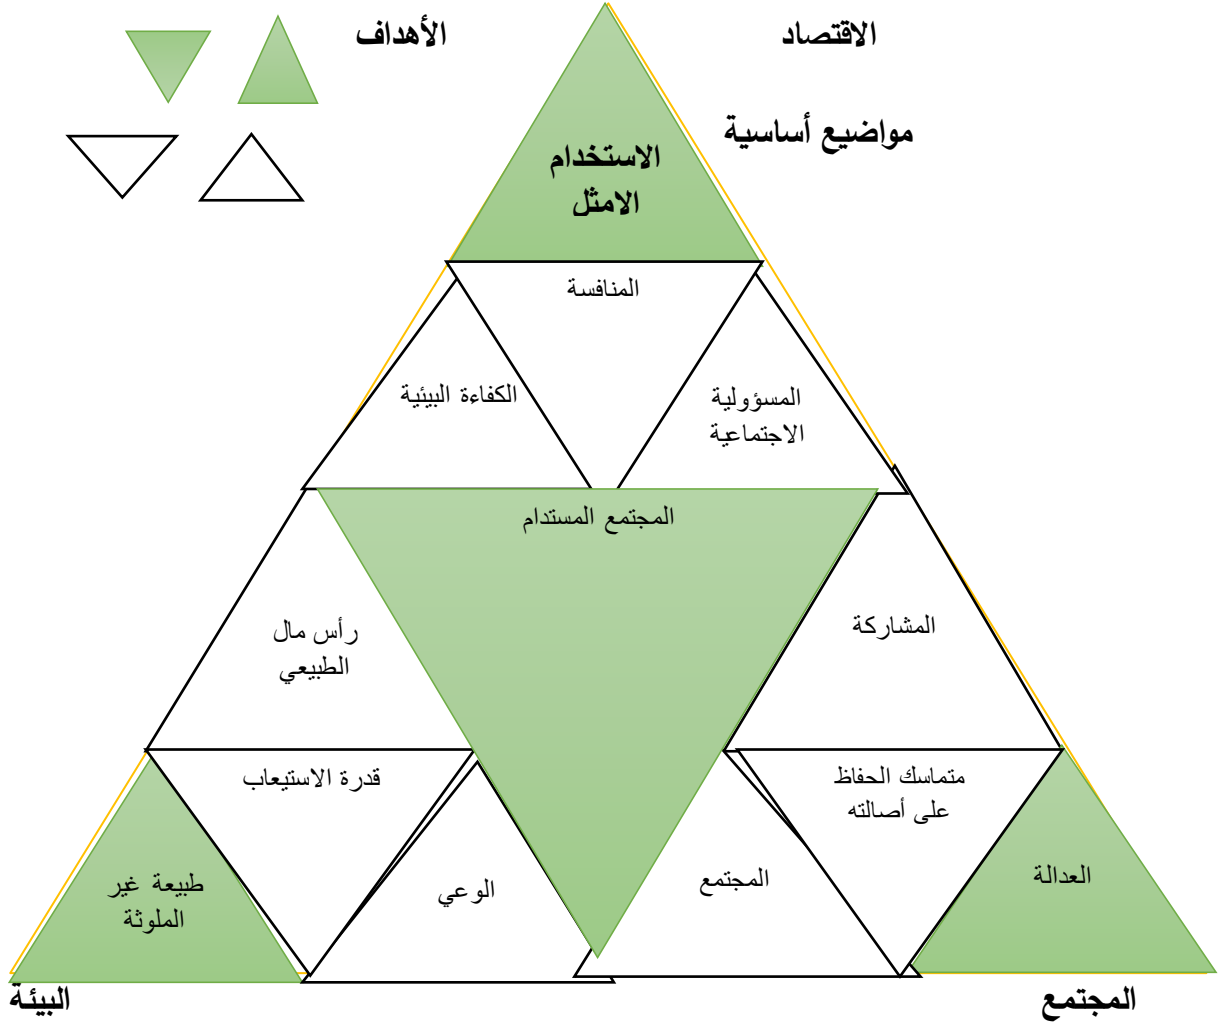 الاقتصاد
الأهداف
مواضيع أساسية
الاستخدام
الامثل
المنافسة
المسؤولية
الاجتماعية
الكفاءة البيئية
المجتمع المستدام
المشاركة
رأس مال
الطبيعي
متماسك الحفاظ
على أصالته
قدرة الاستيعاب
العدالة
المجتمع
الوعي
طبيعة غير
الملوثة
المجتمع
البيئة